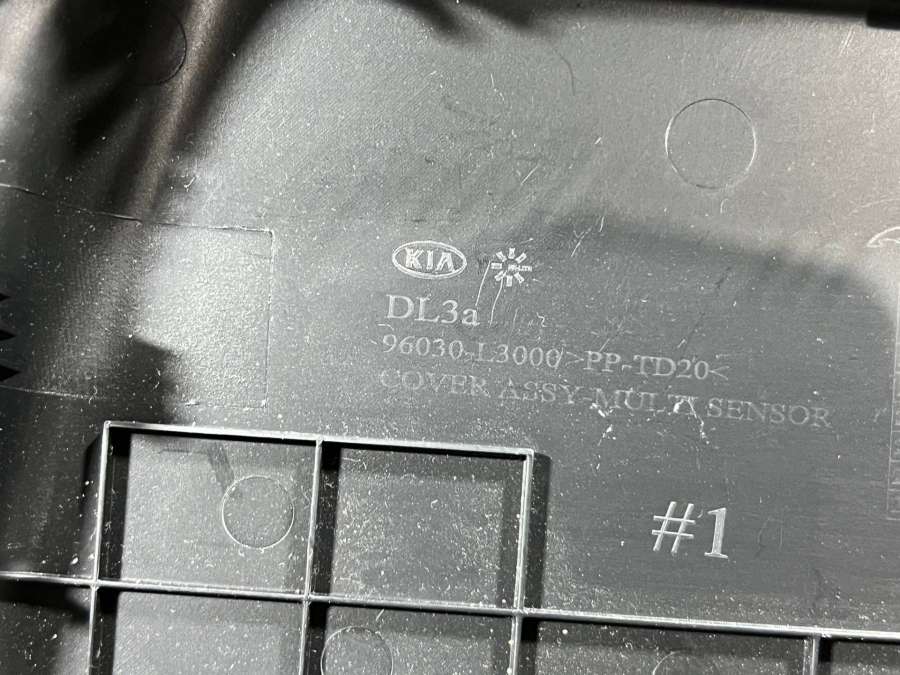 KIA
DL3a
96030-L3000 >PP-TD20<
COVER ASSY-MULTI SENSOR
#1